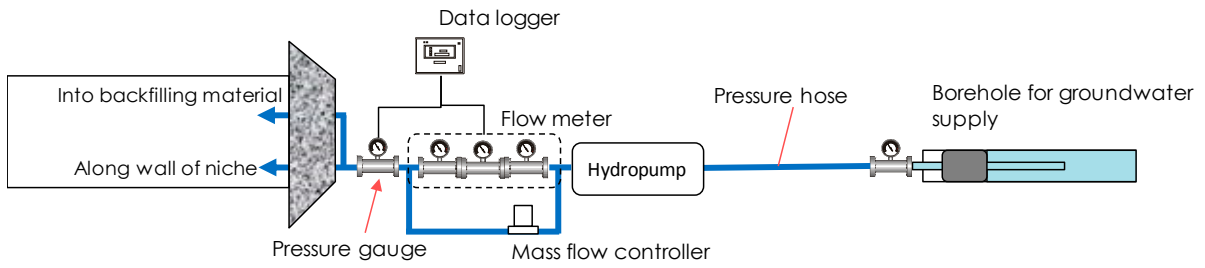 Data logger
Into backfilling material
Flow meter
Pressure hose
Borehole for groundwater
supply
Along wall of niche
Hydropump
Pressure gauge
Mass flow controller